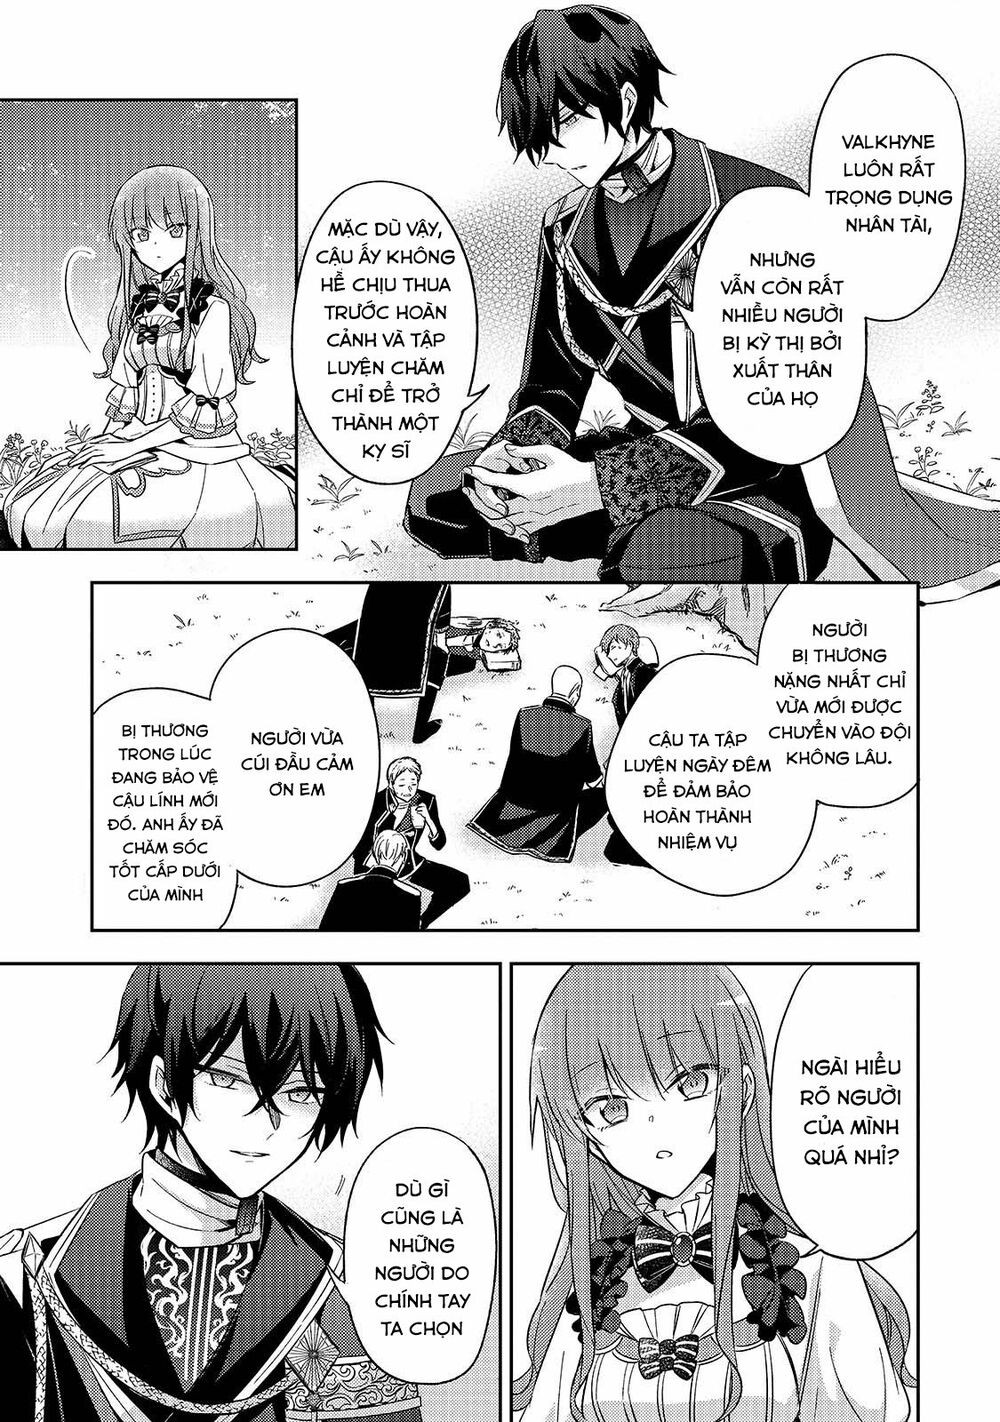 VALKHYNE
LUÔN RẤT
TRỌNG DỤNG
NHÂN TÀI,
NHƯNG
VẪN CÒN RẤT
NHIỀU NGƯỜI
BỊ KỲ THỊ BỞI
XUẤT THÂN
CỦA HỌ
MẶC DÙ VẬY,
CẬU ẤY KHÔNG
HỀ CHỊU THUA
TRƯỚC HOÀN
CẢNH VÀ TẬP
LUYỆN CHĂM
CHỈ ĐỂ TRỞ
THÀNH MỘT
KỴ SĨ
NGƯỜI
BỊ THƯƠNG
NẶNG NHẤT CHỈ
VỪA MỚI ĐƯỢC
CHUYỂN VÀO ĐỘI
KHÔNG LÂU.
CẬU TA TẬP
LUYỆN NGÀY ĐÊM
ĐỂ ĐẢM BẢO
HOÀN THÀNH
NHIỆM VỤ
NGƯỜI VỪA
CÚI ĐẦU CẢM
ƠN EM
BỊ THƯƠNG
TRONG LÚC
ĐANG BẢO VỆ
CẬU LÍNH MỚI
ĐÓ. ANH ẤY ĐÃ
CHĂM SÓC
TỐT CẤP DƯỚI
CỦA MÌNH
NGÀI HIỂU
RÕ NGƯỜI
CỦA MÌNH
QUÁ NHỈ?
DÙ GÌ
CŨNG LÀ
NHỮNG
NGƯỜI DO
CHÍNH TAY
TA CHỌN